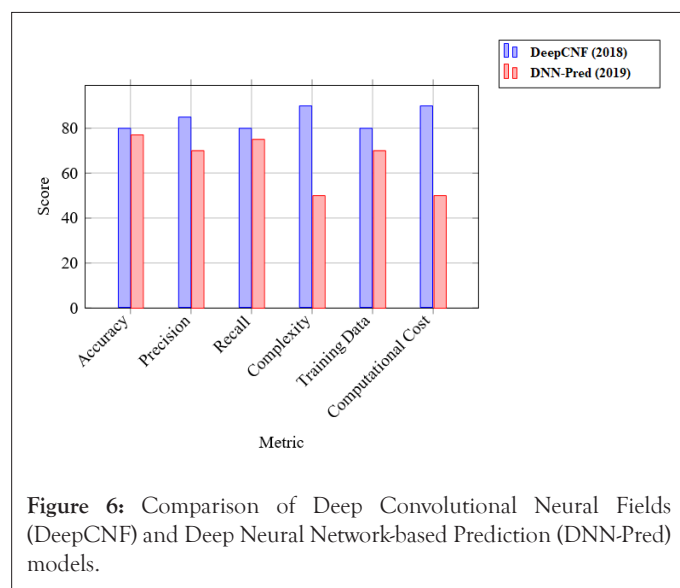 DeepCNF (2018)
DNN-Pred (2019)
80
60
40
20
0
Score
Accuracy
Precision
Recall
Complexity
Training Data
Computational Cost
Metric
Figure 6: Comparison of Deep Convolutional Neural Fields
(DeepCNF) and Deep Neural Network-based Prediction (DNN-Pred)
models.